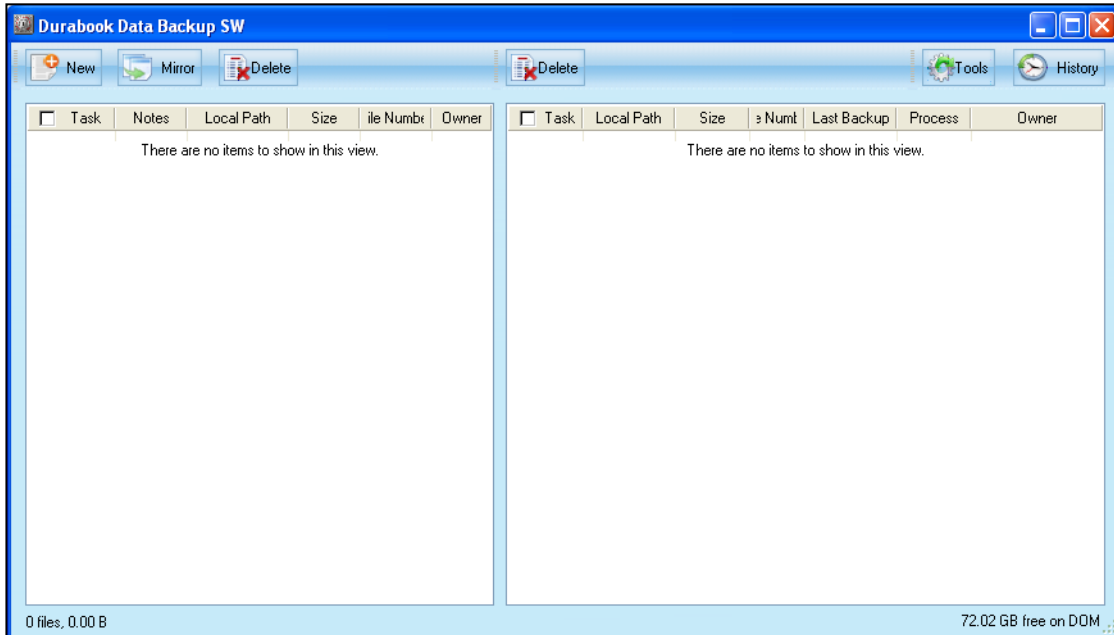 Durabook Data Backup SW
New Mirror Delete Delete Tools History
Task Notes Local Path Size ile Numbe Owner Task Local Path Size e Numb Last Backup Process Owner
There are no items to show in this view. There are no items to show in this view.
0 files, 0.00 B 72.02 GB free on DOM